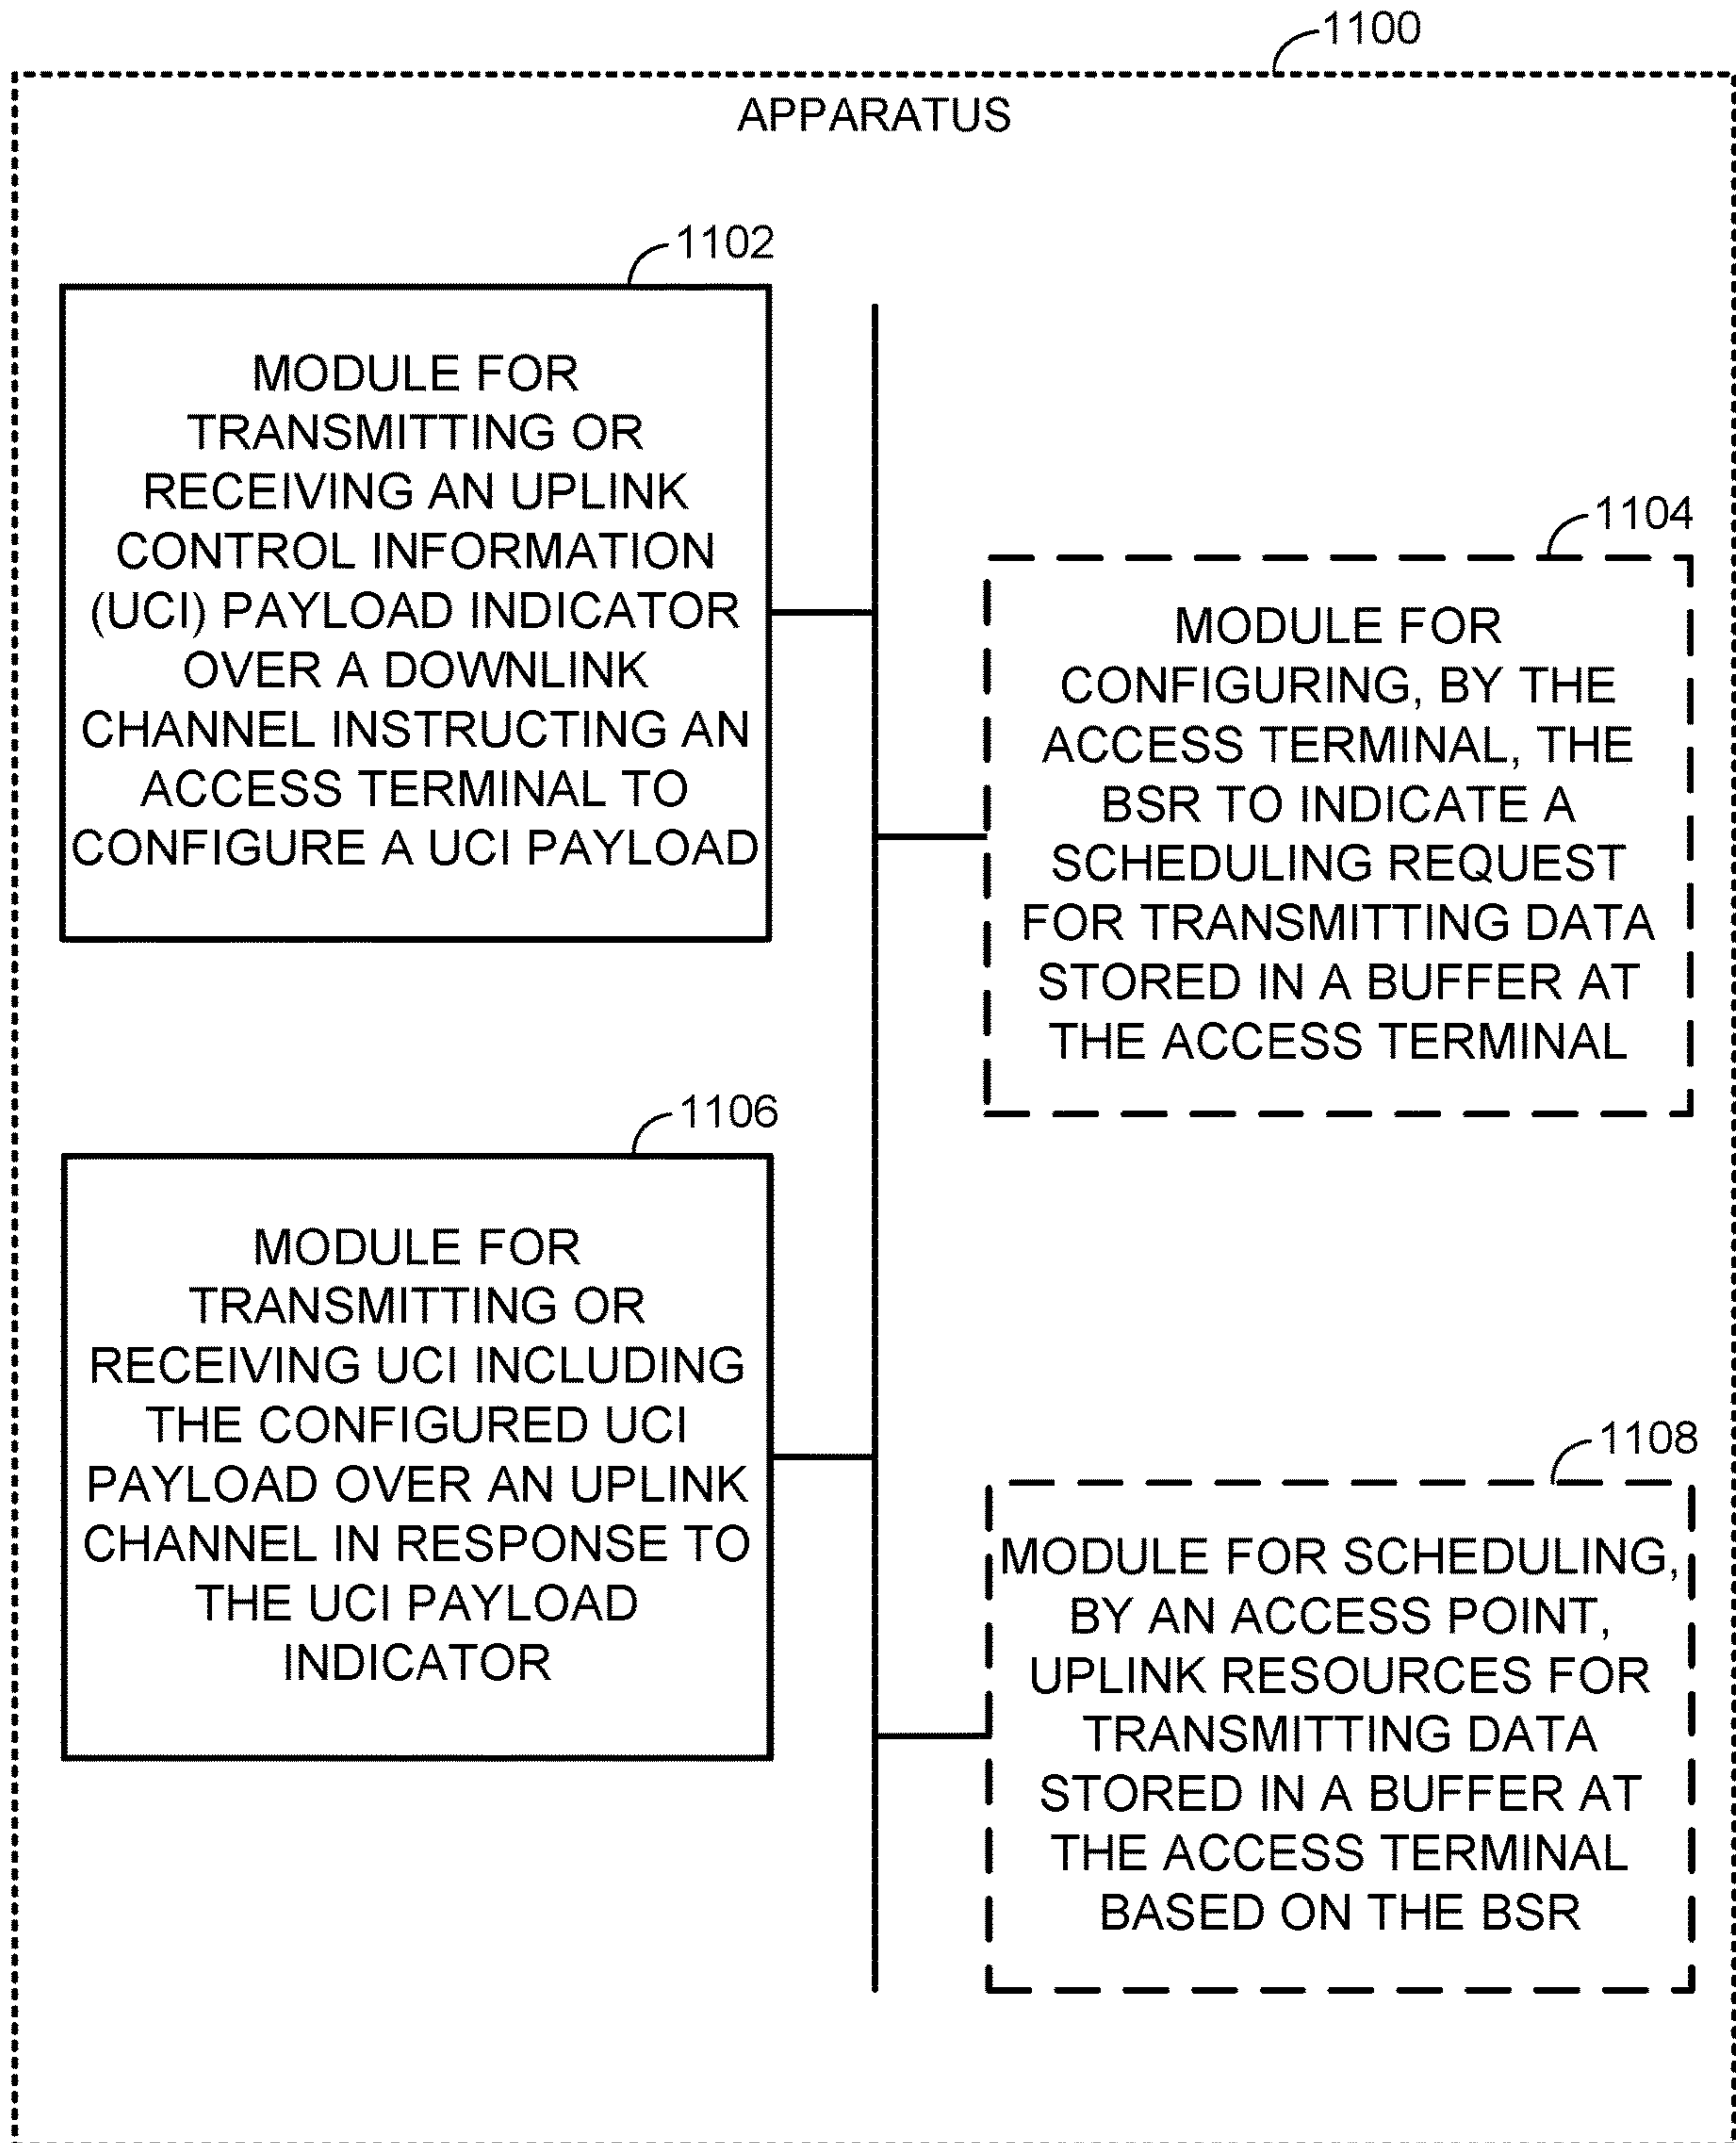 1100
APPARATUS
1102
MODULE FOR
TRANSMITTING OR
RECEIVING AN UPLINK
CONTROL INFORMATION
(UCI) PAYLOAD INDICATOR
OVER A DOWNLINK
CHANNEL INSTRUCTING AN
ACCESS TERMINAL TO
CONFIGURE A UCI PAYLOAD
1104
MODULE FOR
CONFIGURING, BY THE
ACCESS TERMINAL, THE
BSR TO INDICATE A
SCHEDULING REQUEST
FOR TRANSMITTING DATA
STORED IN A BUFFER AT
THE ACCESS TERMINAL
1106
MODULE FOR
TRANSMITTING OR
RECEIVING UCI INCLUDING
THE CONFIGURED UCI
PAYLOAD OVER AN UPLINK
CHANNEL IN RESPONSE TO
THE UCI PAYLOAD
INDICATOR
1108
MODULE FOR SCHEDULING,
BY AN ACCESS POINT,
UPLINK RESOURCES FOR
TRANSMITTING DATA
STORED IN A BUFFER AT
THE ACCESS TERMINAL
BASED ON THE BSR